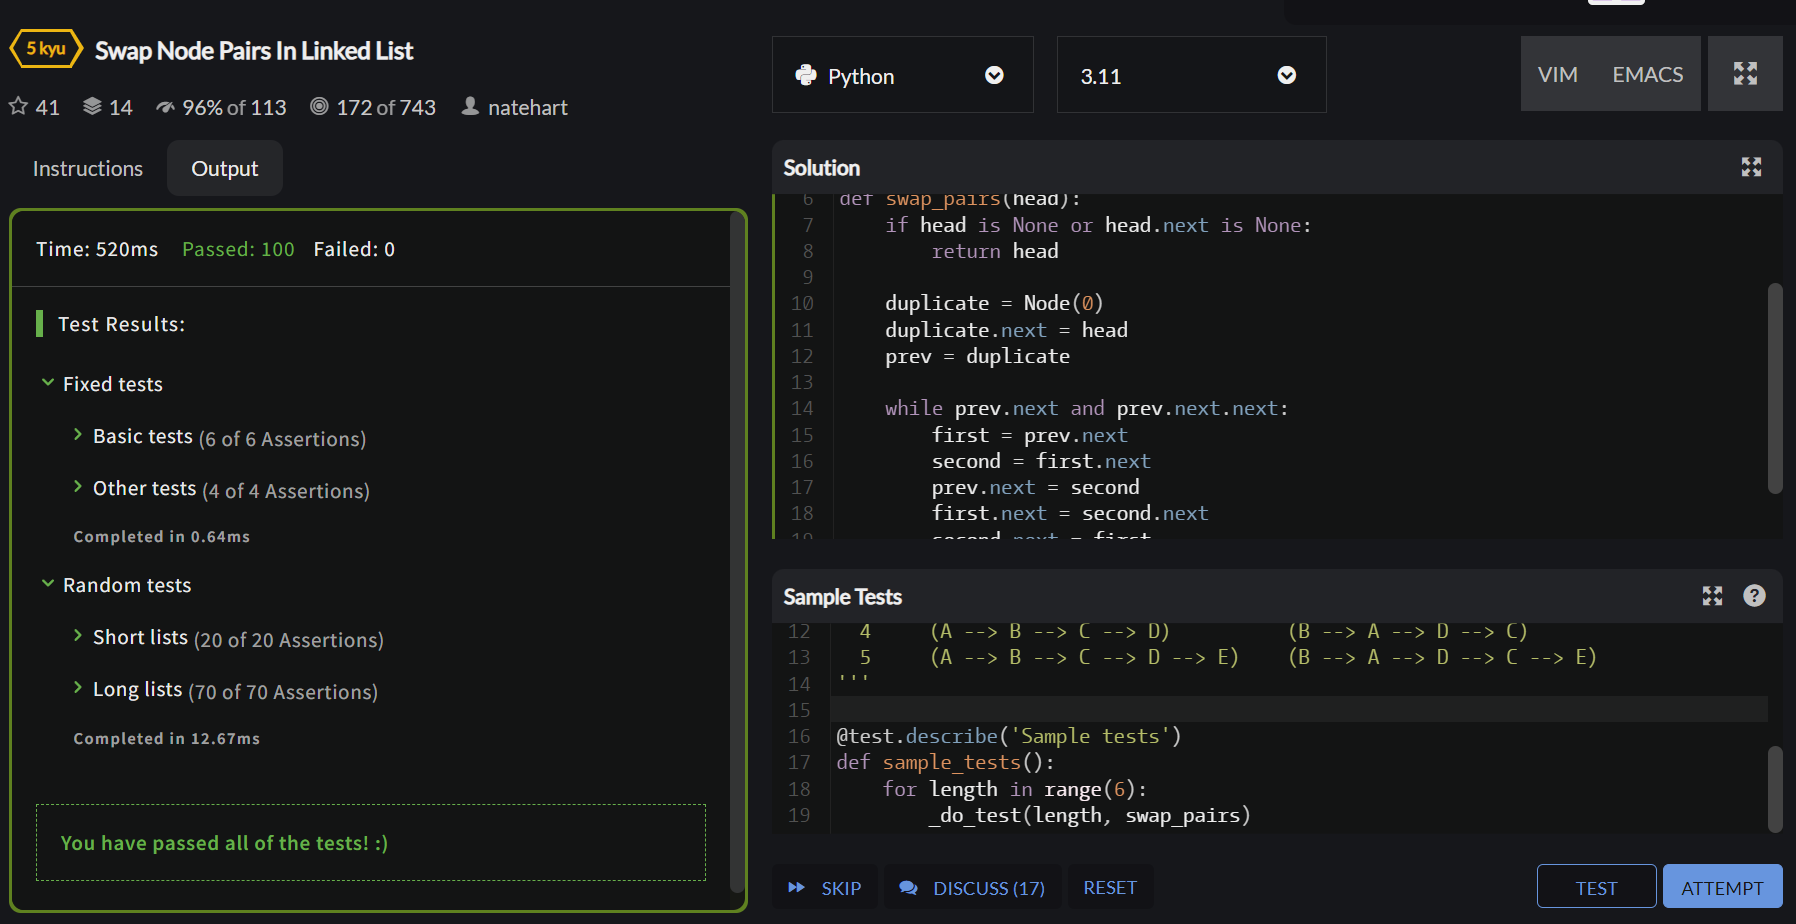 5 kyu Swap Node Pairs In Linked List
41 14 96% of 113 172 of 743 natehart
Instructions Output
Time: 520ms Passed: 100 Failed: 0
Test Results:
Fixed tests
Basic tests (6 of 6 Assertions)
Other tests (4 of 4 Assertions)
Completed in 0.64ms
Random tests
Short lists (20 of 20 Assertions)
Long lists (70 of 70 Assertions)
Completed in 12.67ms
You have passed all of the tests! :)
Python 3.11 VIM EMACS
Solution
6 def swap_pairs(head):
7 if head is None or head.next is None:
8 return head
9
10 duplicate = Node(0)
11 duplicate.next = head
12 prev = duplicate
13
14 while prev.next and prev.next.next:
15 first = prev.next
16 second = first.next
17 prev.next = second
18 first.next = second.next
19 second.next = first
Sample Tests
12 4 (A --> B --> C --> D) (B --> A --> D --> C)
13 5 (A --> B --> C --> D --> E) (B --> A --> D --> C --> E)
14 '''
15
16 @test.describe('Sample tests')
17 def sample_tests():
18 for length in range(6):
19 _do_test(length, swap_pairs)
SKIP DISCUSS (17) RESET TEST ATTEMPT